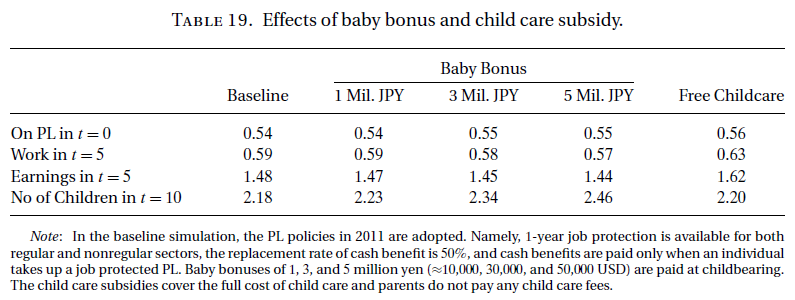 TABLE 19. Effects of baby bonus and child care subsidy.
Baby Bonus
Baseline 1 Mil. JPY 3 Mil. JPY 5 Mil. JPY Free Childcare
On PL in t = 0 0.54 0.54 0.55 0.55 0.56
Work in t = 5 0.59 0.59 0.58 0.57 0.63
Earnings in t = 5 1.48 1.47 1.45 1.44 1.62
No of Children in t = 10 2.18 2.23 2.34 2.46 2.20
Note: In the baseline simulation, the PL policies in 2011 are adopted. Namely, 1-year job protection is available for both
regular and nonregular sectors, the replacement rate of cash benefit is 50%, and cash benefits are paid only when an individual
takes up a job protected PL. Baby bonuses of 1, 3, and 5 million yen (≈10,000, 30,000, and 50,000 USD) are paid at childbearing.
The child care subsidies cover the full cost of child care and parents do not pay any child care fees.